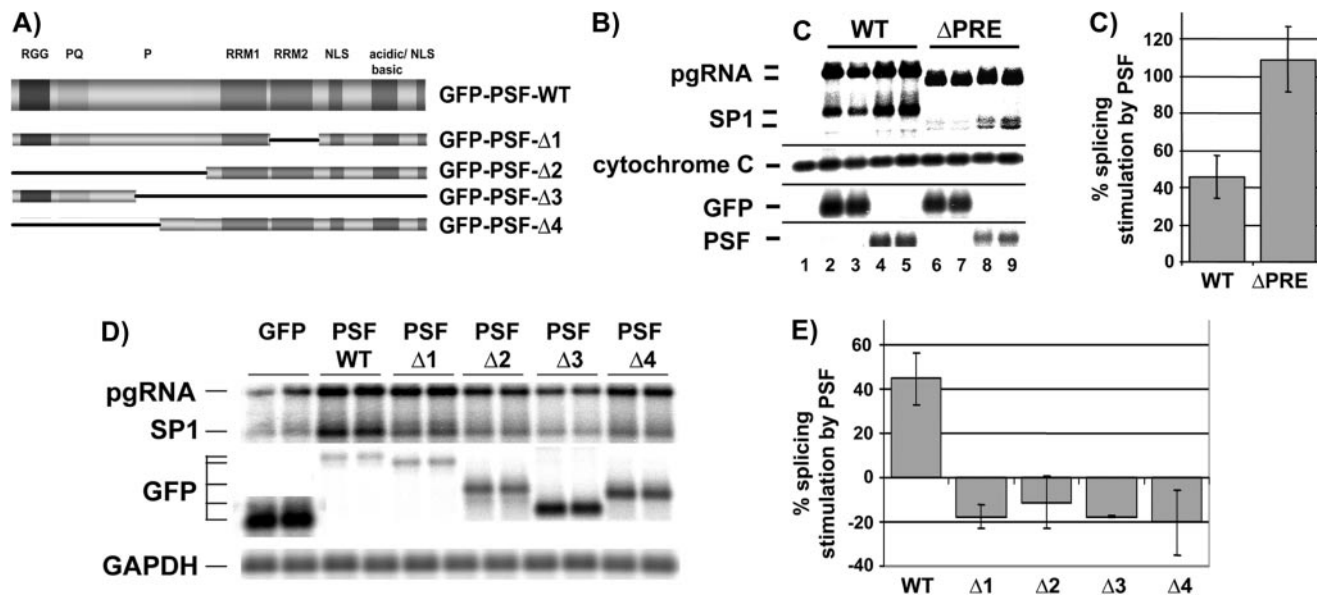 A)
RGG PQ P RRM1 RRM2 NLS acidic/ NLS
basic
GFP-PSF-WT
GFP-PSF-Δ1
GFP-PSF-Δ2
GFP-PSF-Δ3
GFP-PSF-Δ4
B)
C WT ΔPRE
pgRNA
SP1
cytochrome C
GFP
PSF
1 2 3 4 5 6 7 8 9
C)
% splicing
stimulation by PSF
120
100
80
60
40
20
0
WT ΔPRE
D)
GFP PSF PSF PSF PSF PSF
WT Δ1 Δ2 Δ3 Δ4
pgRNA
SP1
GFP
GAPDH
E)
% splicing
stimulation by PSF
60
40
20
0
-20
-40
WT Δ1 Δ2 Δ3 Δ4